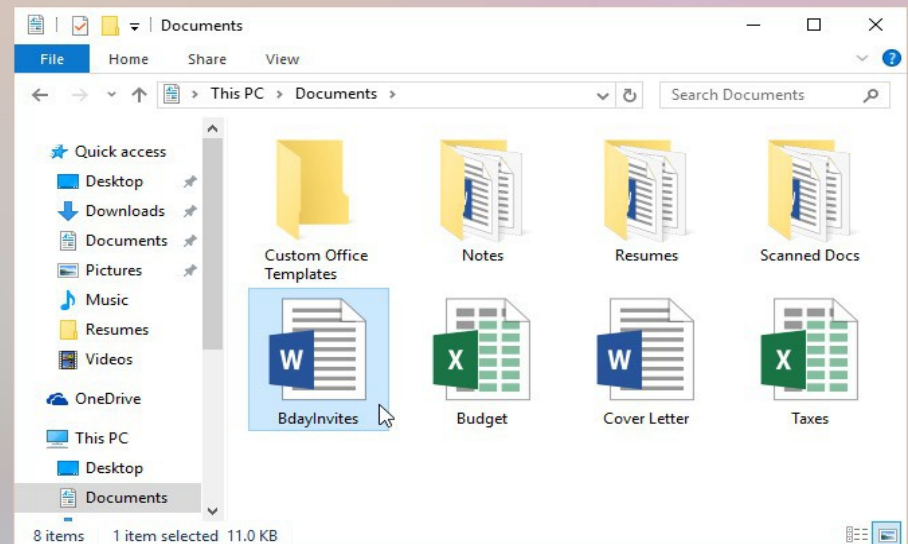 Documents
File Home Share View
This PC Documents
Search Documents
Quick access
Desktop
Downloads
Documents
Pictures
Music
Resumes
Videos
OneDrive
This PC
Desktop
Documents
Custom Office
Templates
Notes
Resumes
Scanned Docs
W BdayInvites
X Budget
W Cover Letter
X Taxes
8 items 1 item selected 11.0 KB